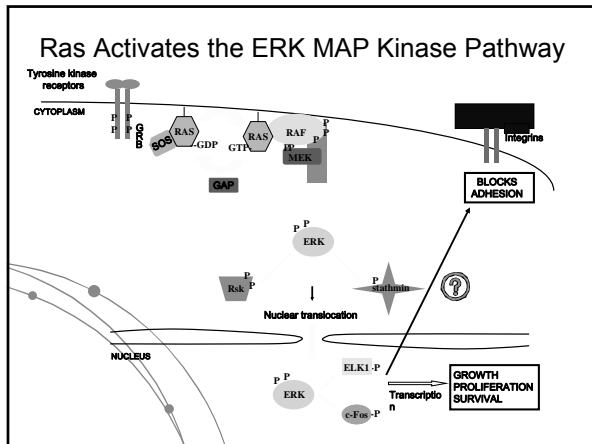 Ras Activates the ERK MAP Kinase Pathway
Tyrosine kinase
receptors
CYTOPLASM
P P
P P
GRB
SOS
RAS
-GDP
GTP
RAS
RAF
P
P
P
PP
MEK
GAP
Integrins
BLOCKS
ADHESION
P P
ERK
Rsk
P
P
P
stathmin
?
Nuclear translocation
NUCLEUS
P P
ERK
ELK1-P
c-Fos-P
Transcriptio
n
GROWTH
PROLIFERATION
SURVIVAL